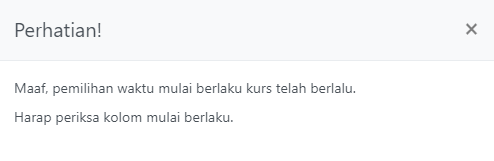 Perhatian!
Maaf, pemilihan waktu mulai berlaku kurs telah berlalu.
Harap periksa kolom mulai berlaku.